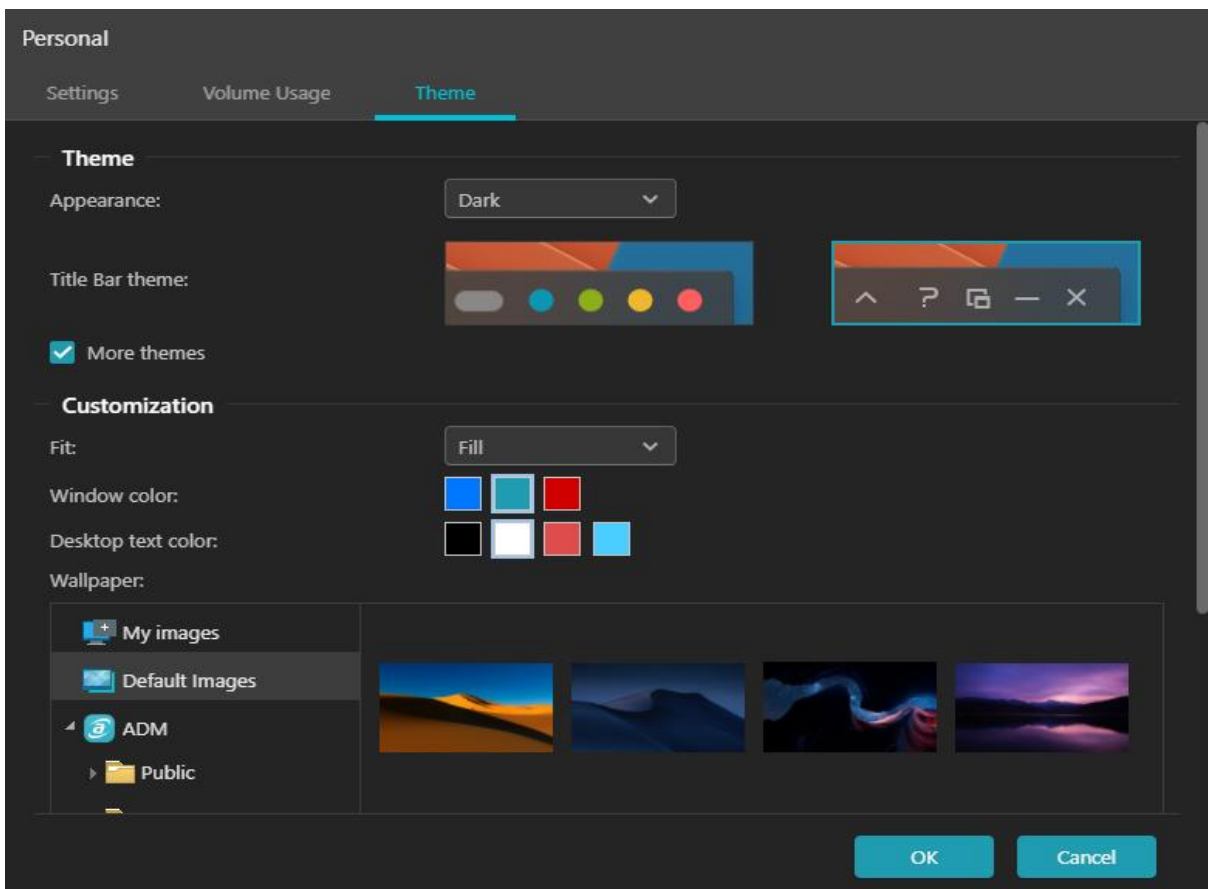 Personal
Settings Volume Usage Theme
Theme
Appearance: Dark
Title Bar theme:
More themes
Customization
Fit: Fill
Window color:
Desktop text color:
Wallpaper:
My images
Default Images
ADM
Public
OK Cancel